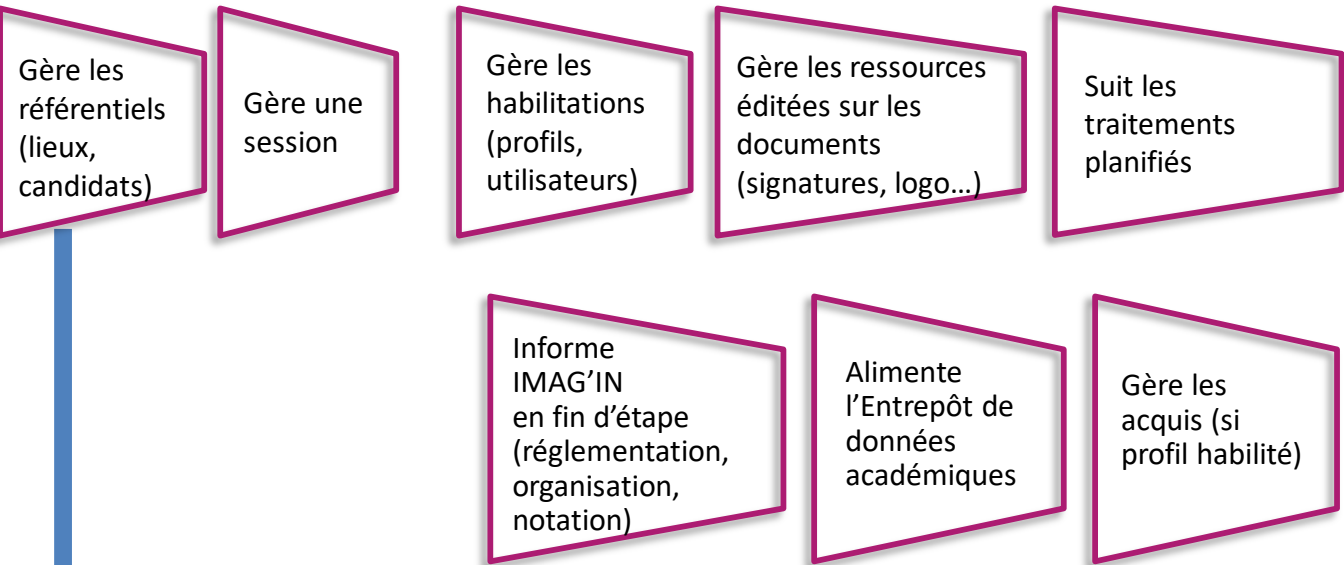 Gère les
référentiels
(lieux,
candidats)
Gère une
session
Gère les
habilitations
(profils,
utilisateurs)
Gère les ressources
éditées sur les
documents
(signatures, logo…)
Suit les
traitements
planifiés
Informe
IMAG’IN
en fin d’étape
(réglementation,
organisation,
notation)
Alimente
l’Entrepôt de
données
académiques
Gère les
acquis (si
profil habilité)